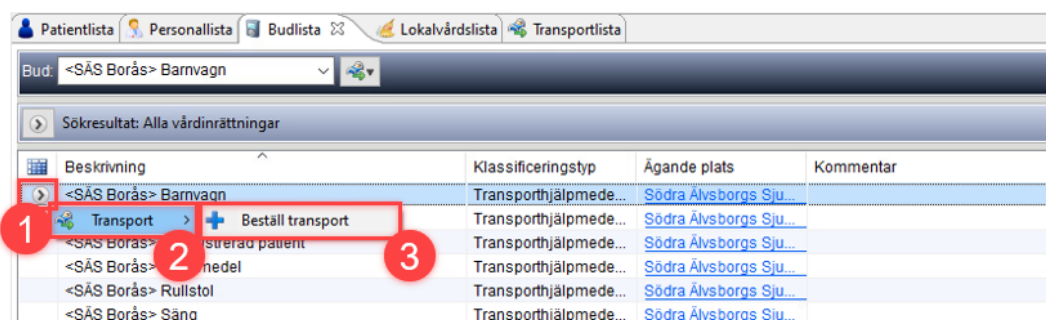 Patientlista Personallista Budlista Lokalvårdslista Transportlista
Bud: <SÄS Borås> Barnvagn
Sökresultat: Alla vårdinrättningar
Beskrivning Klassificeringstyp Ägande plats Kommentar
<SÄS Borås> Barnvagn Transporthjälpmede... Södra Älvsborgs Sju...
1 Transport Beställ transport Transporthjälpmede... Södra Älvsborgs Sju...
<SÄS Borås> patient Transporthjälpmede... Södra Älvsborgs Sju...
2 3
<SÄS Borås> medel Transporthjälpmede... Södra Älvsborgs Sju...
<SÄS Borås> Rullstol Transporthjälpmede... Södra Älvsborgs Sju...
<SÄS Borås> Säng Transporthjälpmede... Södra Älvsborgs Sju...